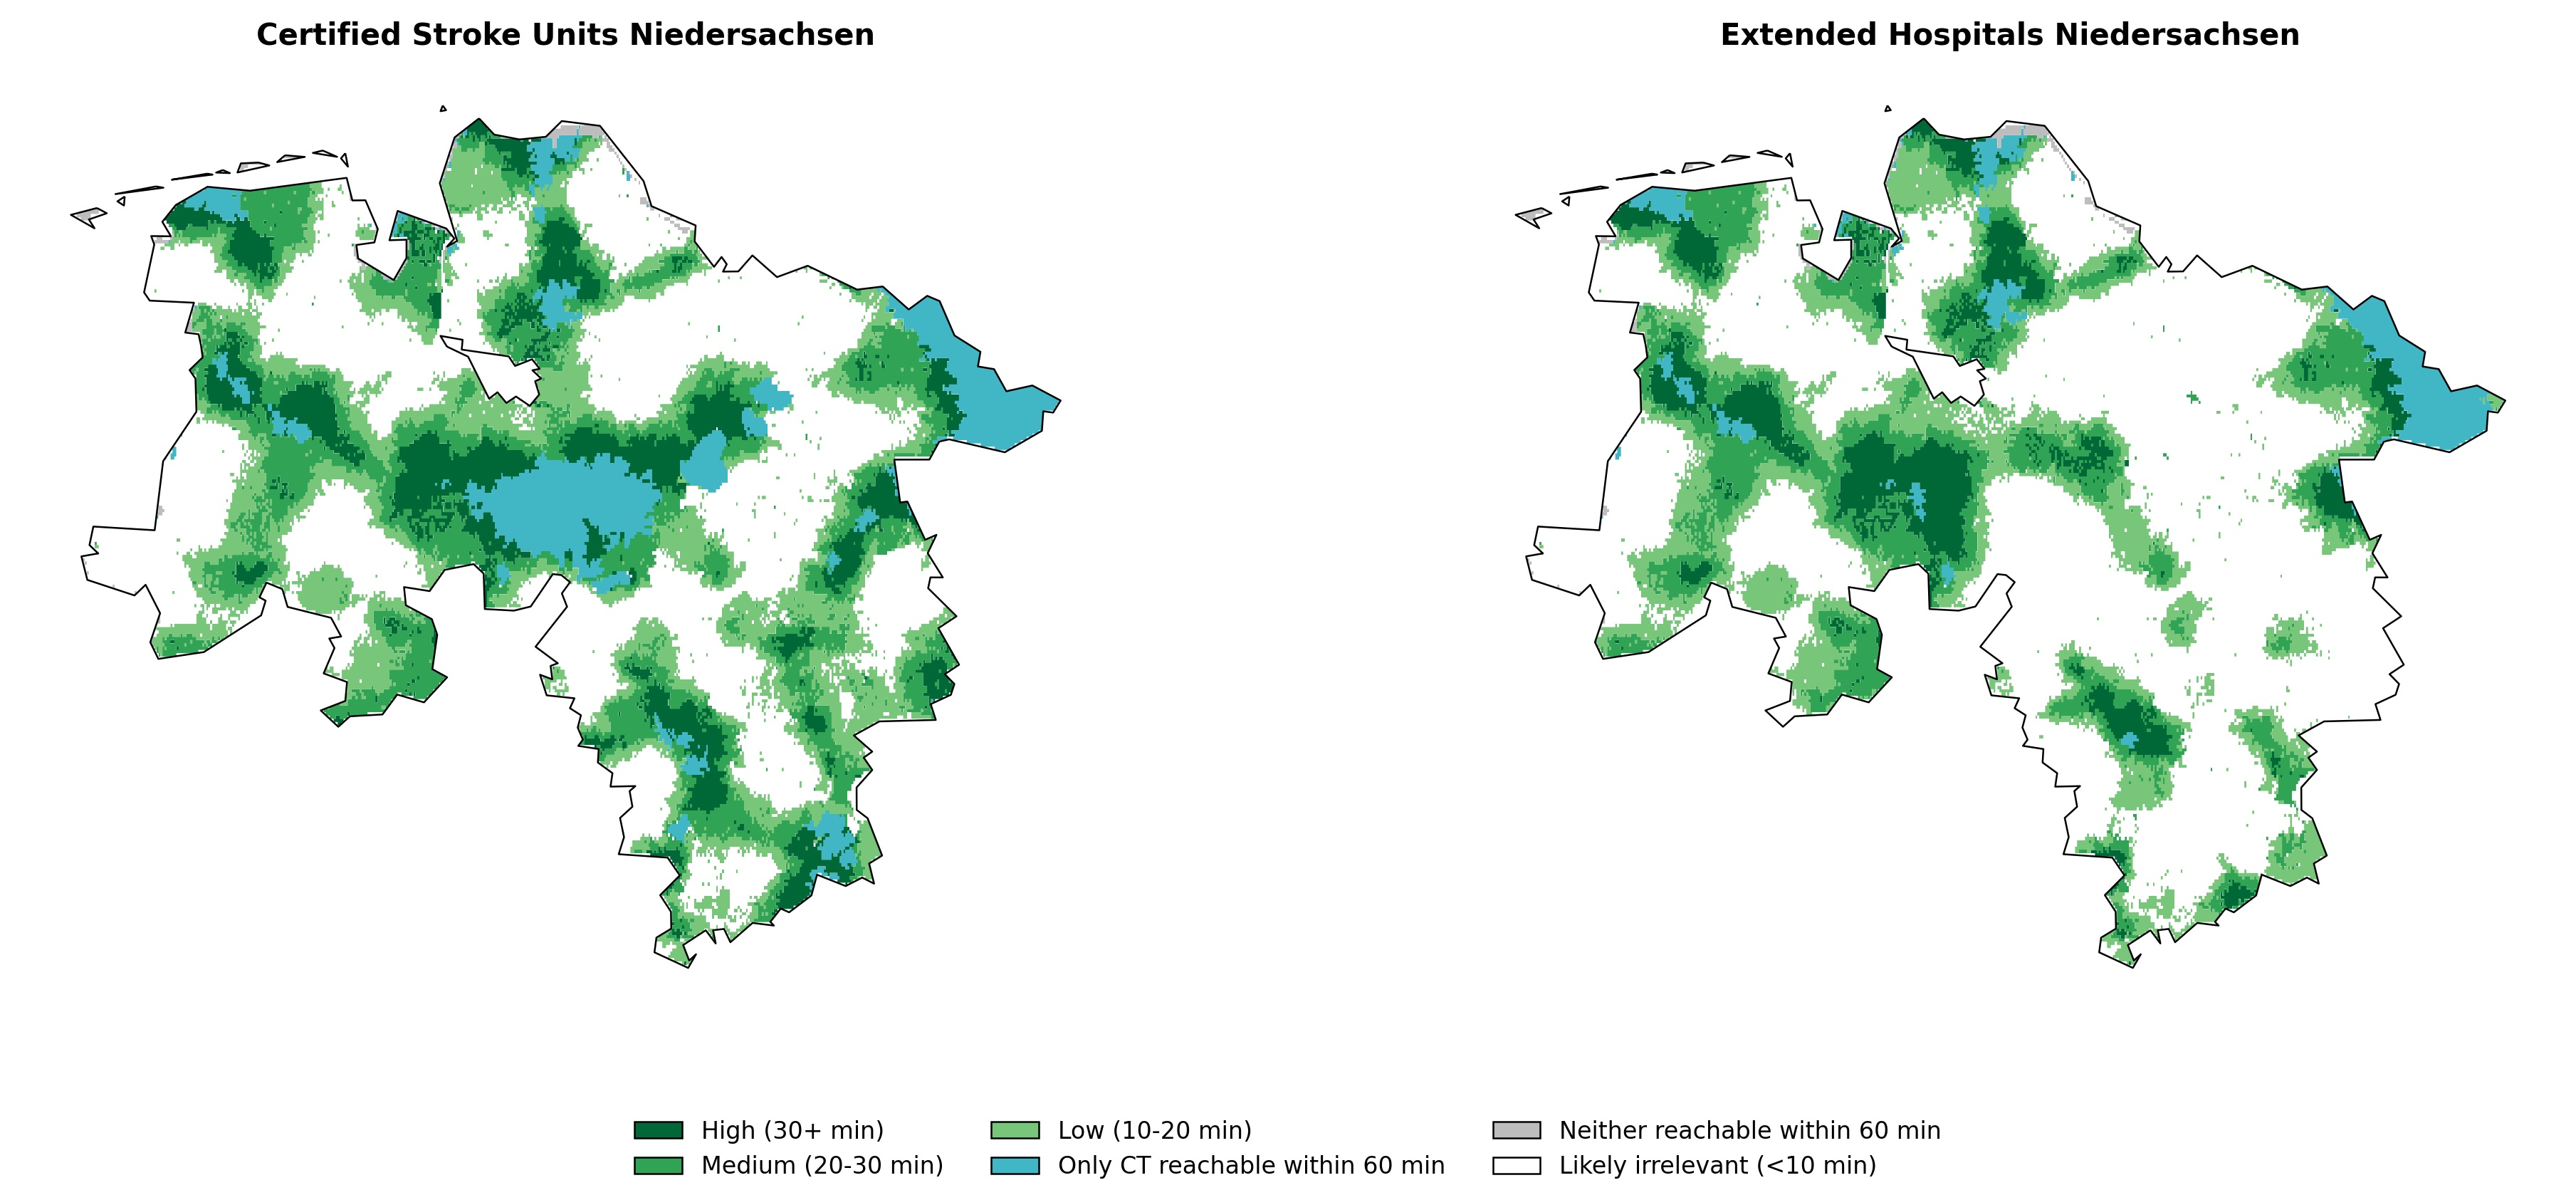 Certified Stroke Units Niedersachsen
Extended Hospitals Niedersachsen
High (30+ min)
Medium (20-30 min)
Low (10-20 min)
Only CT reachable within 60 min
Neither reachable within 60 min
Likely irrelevant (<10 min)